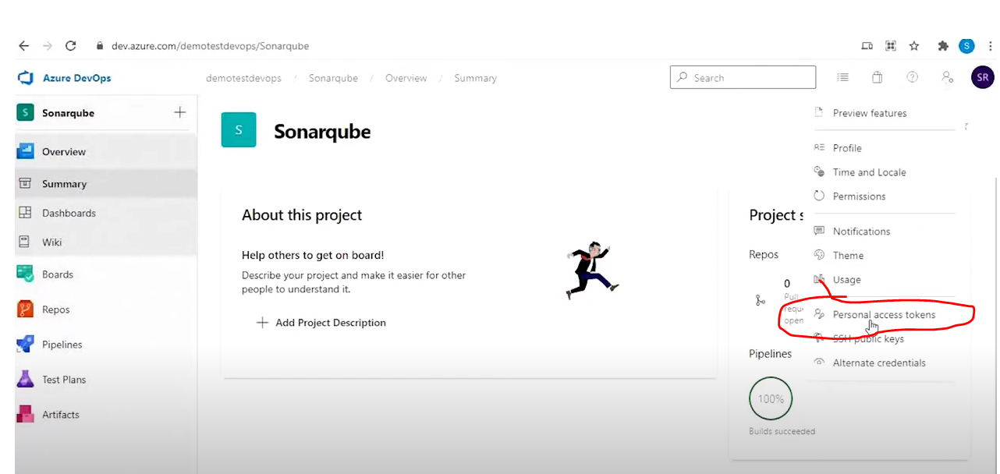 dev.azure.com/demotestdevops/Sonarqube
S
Azure DevOps
demotestdevops / Sonarqube / Overview / Summary
Search
SR
S Sonarqube
Overview
Summary
Dashboards
Wiki
Boards
Repos
Pipelines
Test Plans
Artifacts
S Sonarqube
About this project
Help others to get on board!
Describe your project and make it easier for other
people to understand it.
Add Project Description
Project s
Repos
0
Pull
requ
open
Pipelines
100%
Builds succeeded
Preview features
Profile
Time and Locale
Permissions
Notifications
Theme
Usage
Personal access tokens
SSH public keys
Alternate credentials